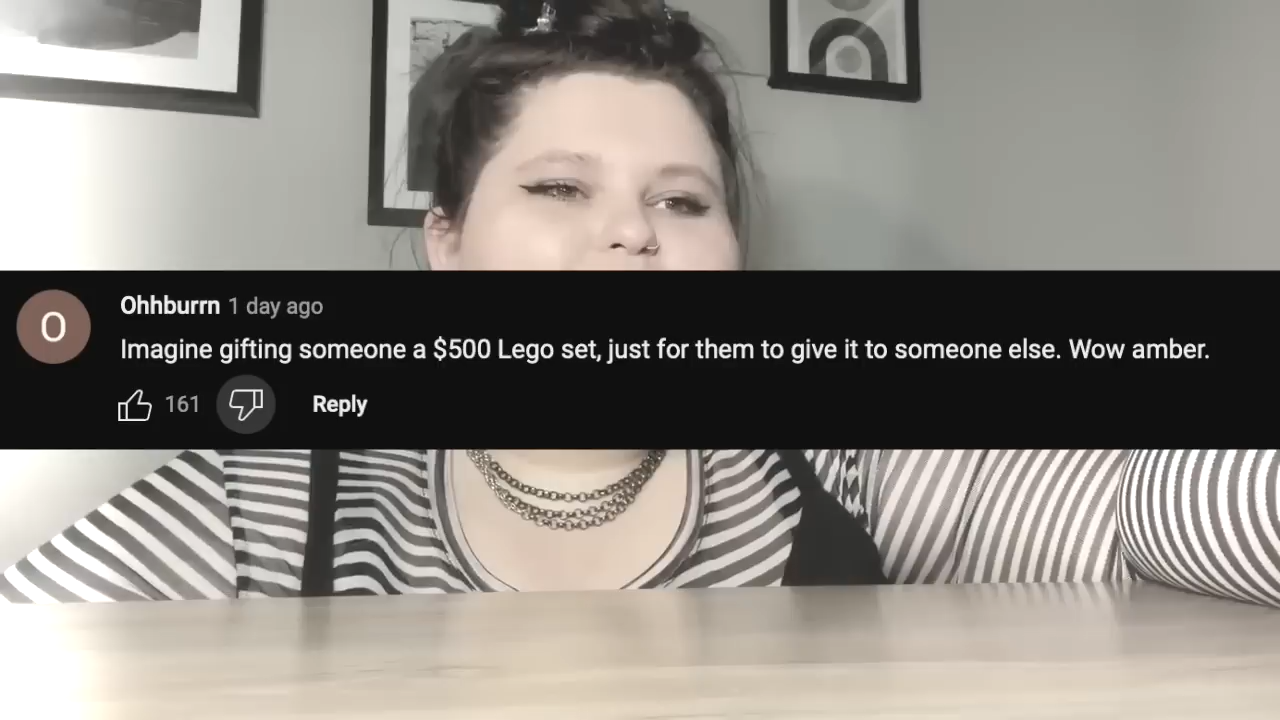 O
Ohhburrn 1 day ago
Imagine gifting someone a $500 Lego set, just for them to give it to someone else. Wow amber.
161 Reply